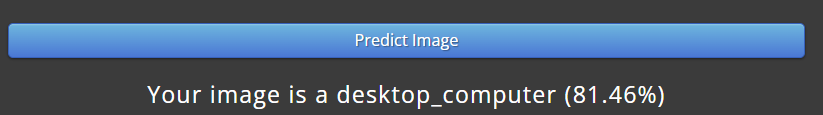 Predict Image
Your image is a desktop_computer (81.46%)